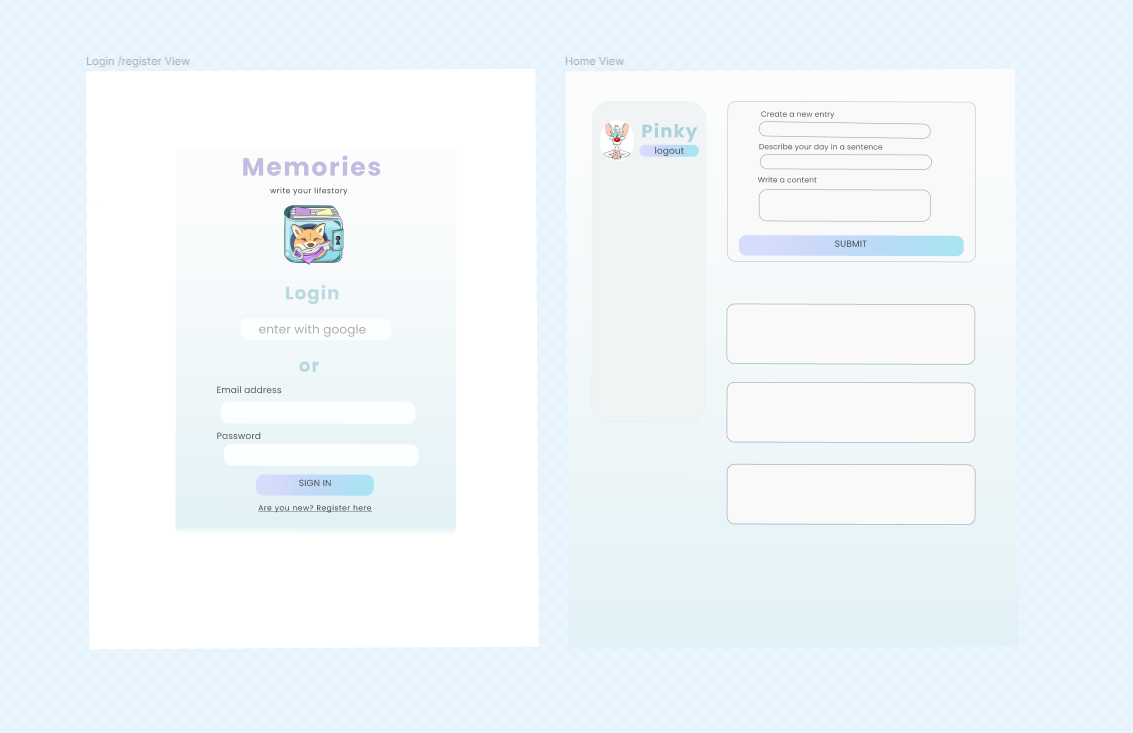 Login /register View
Memories
write your lifestory
Login
enter with google
or
Email address
Password
SIGN IN
Are you new? Register here
Home View
Pinky
logout
Create a new entry
Describe your day in a sentence
Write a content
SUBMIT